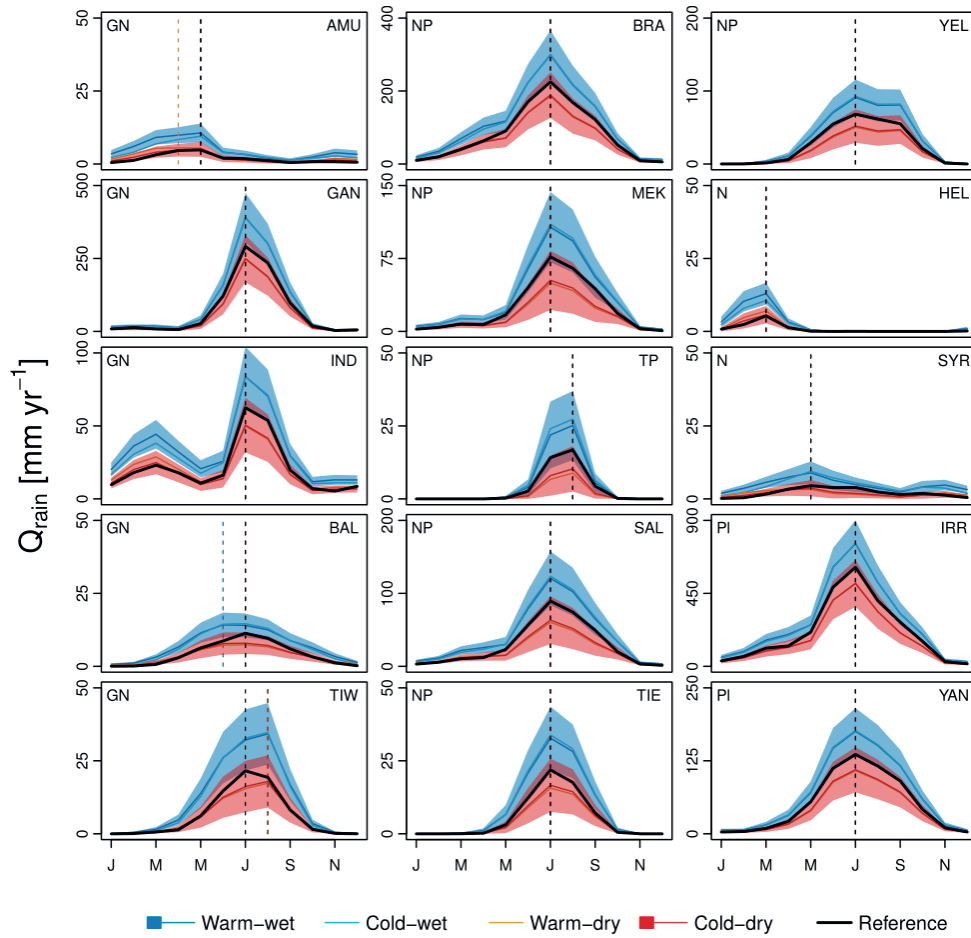 Q_rain [mm yr⁻¹]
GN AMU
50
25
0
NP BRA
400
200
0
NP YEL
200
100
0
GN GAN
500
250
0
NP MEK
150
75
0
N HEL
50
25
0
GN IND
100
50
0
NP TP
50
25
0
N SYR
50
25
0
GN BAL
50
25
0
NP SAL
200
100
0
PI IRR
900
450
0
GN TIW
50
25
0
J M M J S N
NP TIE
50
25
0
J M M J S N
PI YAN
250
125
0
J M M J S N
Warm−wet Cold−wet Warm−dry Cold−dry Reference